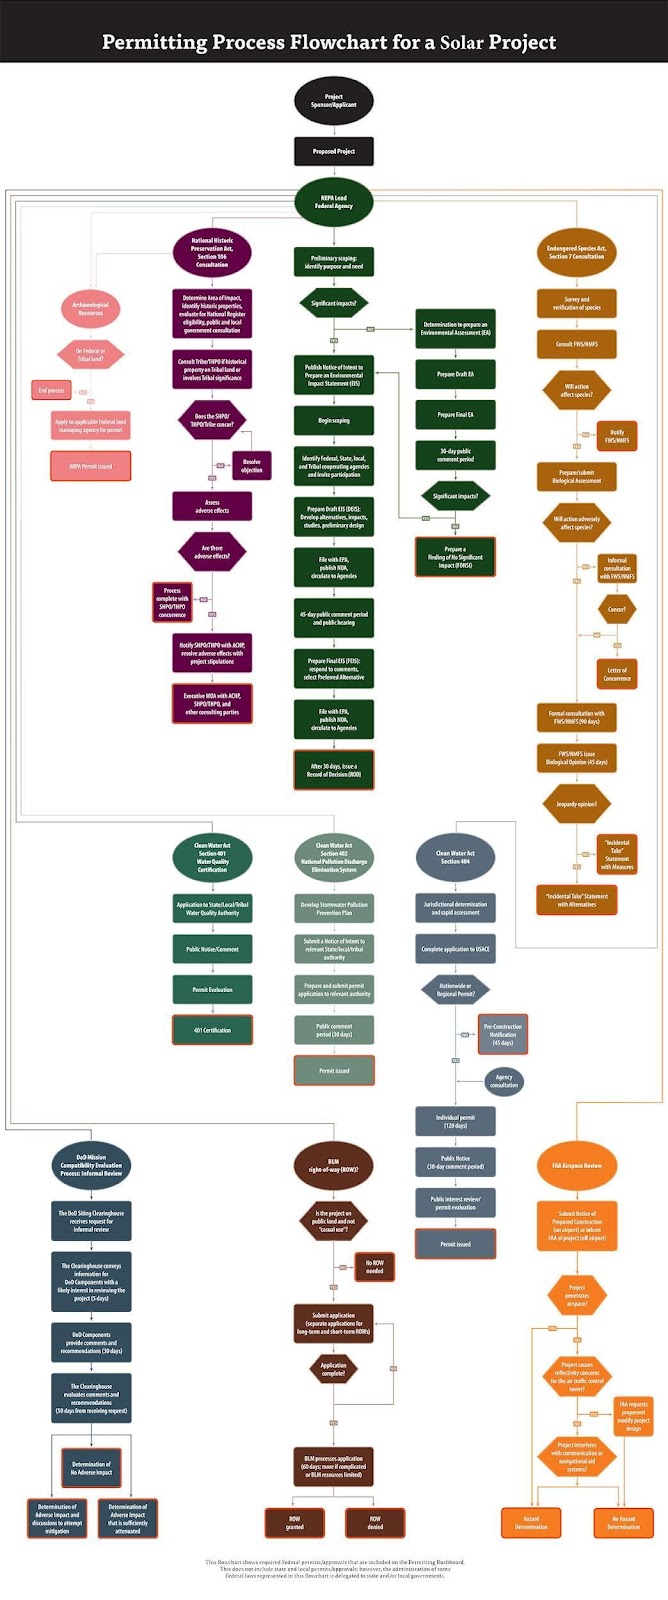 Permitting Process Flowchart for a Solar Project
Project
Sponsor/Applicant
Proposed Project
NEPA Lead
Federal Agency
National Historic
Preservation Act,
Section 106
Consultation
Determine Area of Impact,
identify historic properties,
evaluate for National Register
eligibility, public and local
government consultation
Consult Tribe/THPO if historical
property on Tribal land or
involves Tribal significance
Does the SHPO/
THPO/Tribe concur?
Resolve
objection
Assess
adverse effects
Are there
adverse effects?
Process
complete with
SHPO/THPO
concurrence
Notify SHPO/THPO with ACHP,
resolve adverse effects with
project stipulations
Executive MOA with ACHP,
SHPO/THPO, and
other consulting parties
Archaeological
Resources
On Federal or
Tribal land?
End process
Apply to applicable Federal land
managing agency for permit
ARPA Permit Issued
Preliminary scoping:
identify purpose and need
Significant impacts?
Publish Notice of Intent to
Prepare an Environmental
Impact Statement (EIS)
Begin scoping
Identify Federal, State, local,
and Tribal cooperating agencies
and invite participation
Prepare Draft EIS (DEIS):
Develop alternatives, impacts,
studies, preliminary design
File with EPA,
publish NOA,
circulate to Agencies
45-day public comment period
and public hearing
Prepare Final EIS (FEIS):
respond to comments,
select Preferred Alternative
File with EPA,
publish NOA,
circulate to Agencies
After 30 days, issue a
Record of Decision (ROD)
Determination to prepare an
Environmental Assessment (EA)
Prepare Draft EA
Prepare Final EA
30-day public
comment period
Significant Impacts?
Prepare a
Finding of No Significant
Impact (FONSI)
Endangered Species Act,
Section 7 Consultation
Survey and
verification of species
Consult FWS/NMFS
Will action
affect species?
Notify
FWS/NMFS
Prepare/submit
Biological Assessment
Will action adversely
affect species?
Informal
consultation
with FWS/NMFS
Concur?
Letter of
Concurrence
Formal consultation with
FWS/NMFS (90 days)
FWS/NMFS issue
Biological Opinion (45 days)
Jeopardy opinion?
"Incidental
Take"
Statement
with Measures
"Incidental Take" Statement
with Alternatives
Clean Water Act
Section 401
Water Quality
Certification
Application to State/Local/Tribal
Water Quality Authority
Public Notice/Comment
Permit Evaluation
401 Certification
Clean Water Act
Section 402
National Pollution Discharge
Elimination System
Develop Stormwater Pollution
Prevention Plan
Submit a Notice of Intent to
relevant State/local/tribal
authority
Prepare and submit permit
application to relevant authority
Public comment
period (30 days)
Permit issued
Clean Water Act
Section 404
Jurisdictional determination
and rapid assessment
Complete application to USACE
Nationwide or
Regional Permit?
Pre-Construction
Notification
(45 days)
Agency
consultation
Individual permit
(120 days)
Public Notice
(30-day comment period)
Public interest review/
permit evaluation
Permit issued
DoD Mission
Compatibility Evaluation
Process: Informal Review
The DoD Siting Clearinghouse
receives request for
informal review
The Clearinghouse conveys
information for
DoD Components with a
likely interest in reviewing the
project (5 days)
DoD Components
provide comments and
recommendations (30 days)
The Clearinghouse
evaluates comments and
recommendations
(50 days from receiving request)
Determination of
No Adverse Impact
Determination of
Adverse Impact and
discussions to attempt
mitigation
Determination of
Adverse Impact
that is sufficiently
attenuated
BLM
right-of-way (ROW)?
Is the project on
public land and not
"casual use"?
No ROW
needed
Submit application
(separate applications for
long-term and short-term ROWs)
Application
complete?
BLM processes application
(60 days; more if complicated
or BLM resources limited)
ROW
granted
ROW
denied
FAA Airspace Review
Submit Notice of
Proposed Construction
(on airport) or inform
FAA of project (off airport)
Project
penetrates
airspace?
Project causes
reflectivity concerns
for the air traffic control
tower?
FAA requests
proponent
modify project
design
Project interferes
with communication or
navigational aid
systems?
Hazard
Determination
No Hazard
Determination
This flowchart shows required Federal permits/approvals that are included on the Permitting Dashboard.
This does not include state and local permits/approvals; however, the administration of some
Federal laws represented in this flowchart is delegated to state and/or local governments.